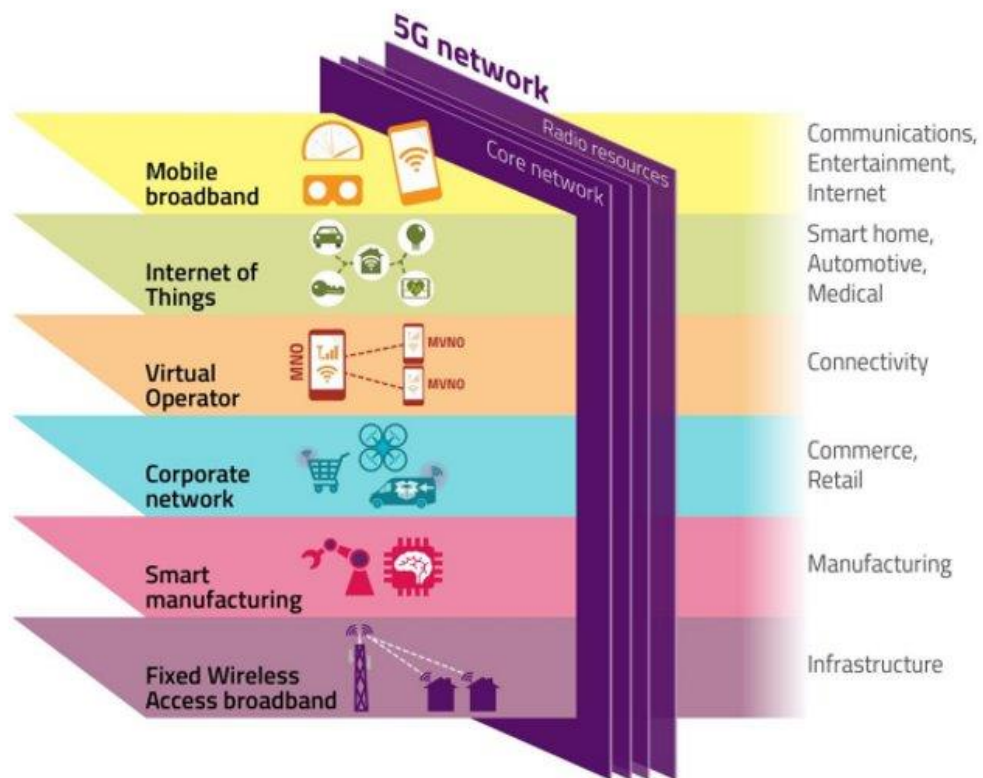 5G network
Radio resources
Core network
Mobile
broadband
Communications,
Entertainment,
Internet
Internet of
Things
Smart home,
Automotive,
Medical
Virtual
Operator
MNO
MVNO
MVNO
Connectivity
Corporate
network
Commerce,
Retail
Smart
manufacturing
Manufacturing
Fixed Wireless
Access broadband
Infrastructure